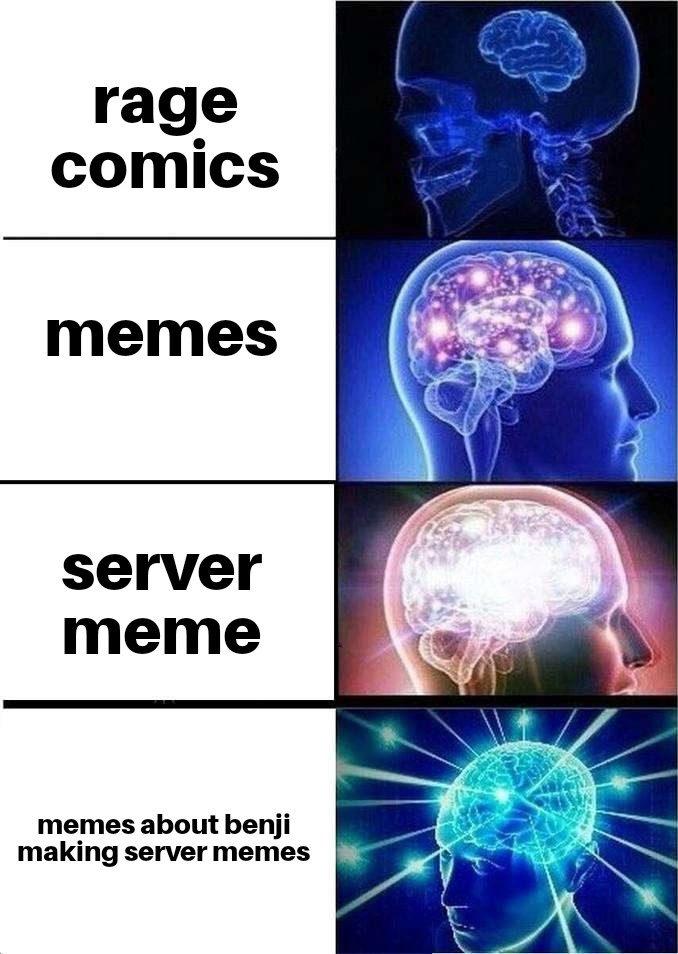 rage
comics
memes
server
meme
memes about benji
making server memes